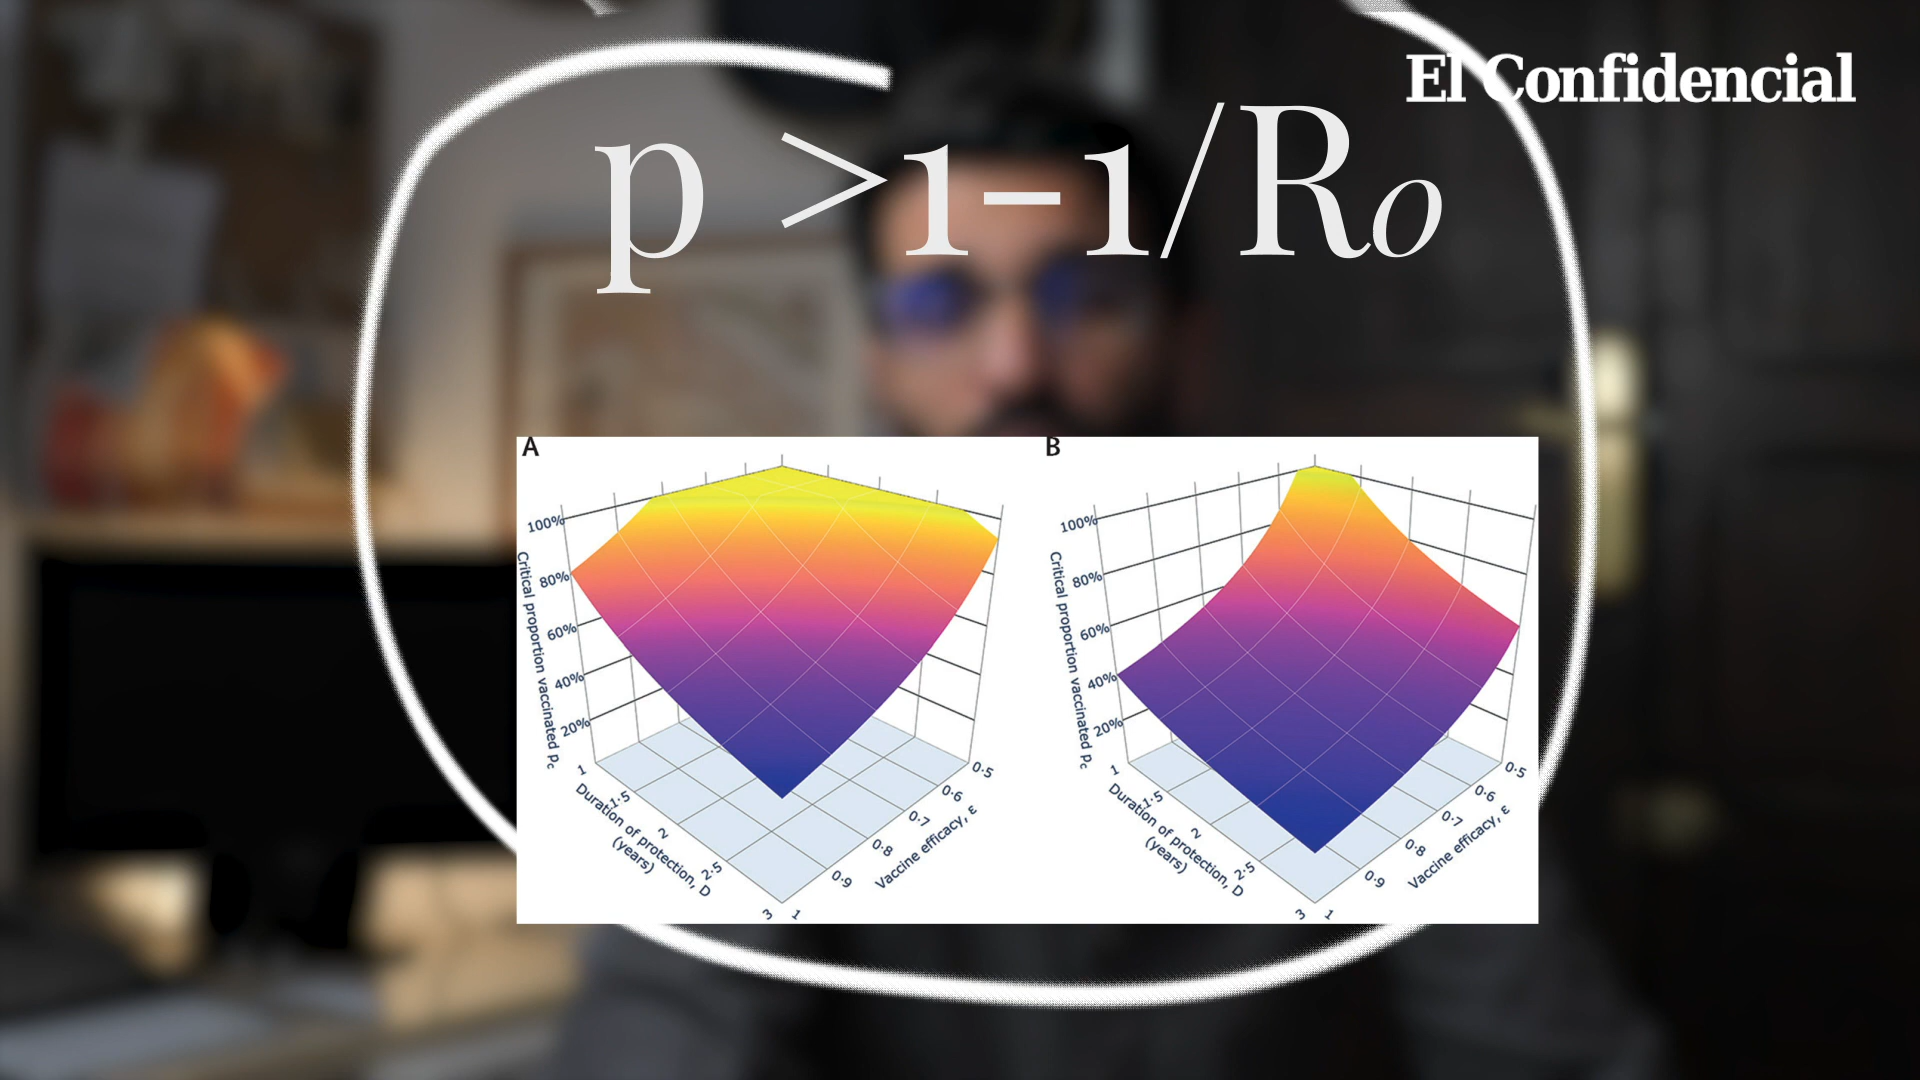 El Confidencial
p >1-1/Ro
A
100%
80%
60%
40%
20%
Critical proportion vaccinated pc
1
1·5
2
2·5
3
Duration of protection, D
(years)
1
0·9
0·8
0·7
0·6
0·5
Vaccine efficacy, ε
B
100%
80%
60%
40%
20%
Critical proportion vaccinated pc
1
1·5
2
2·5
3
Duration of protection, D
(years)
1
0·9
0·8
0·7
0·6
0·5
Vaccine efficacy, ε